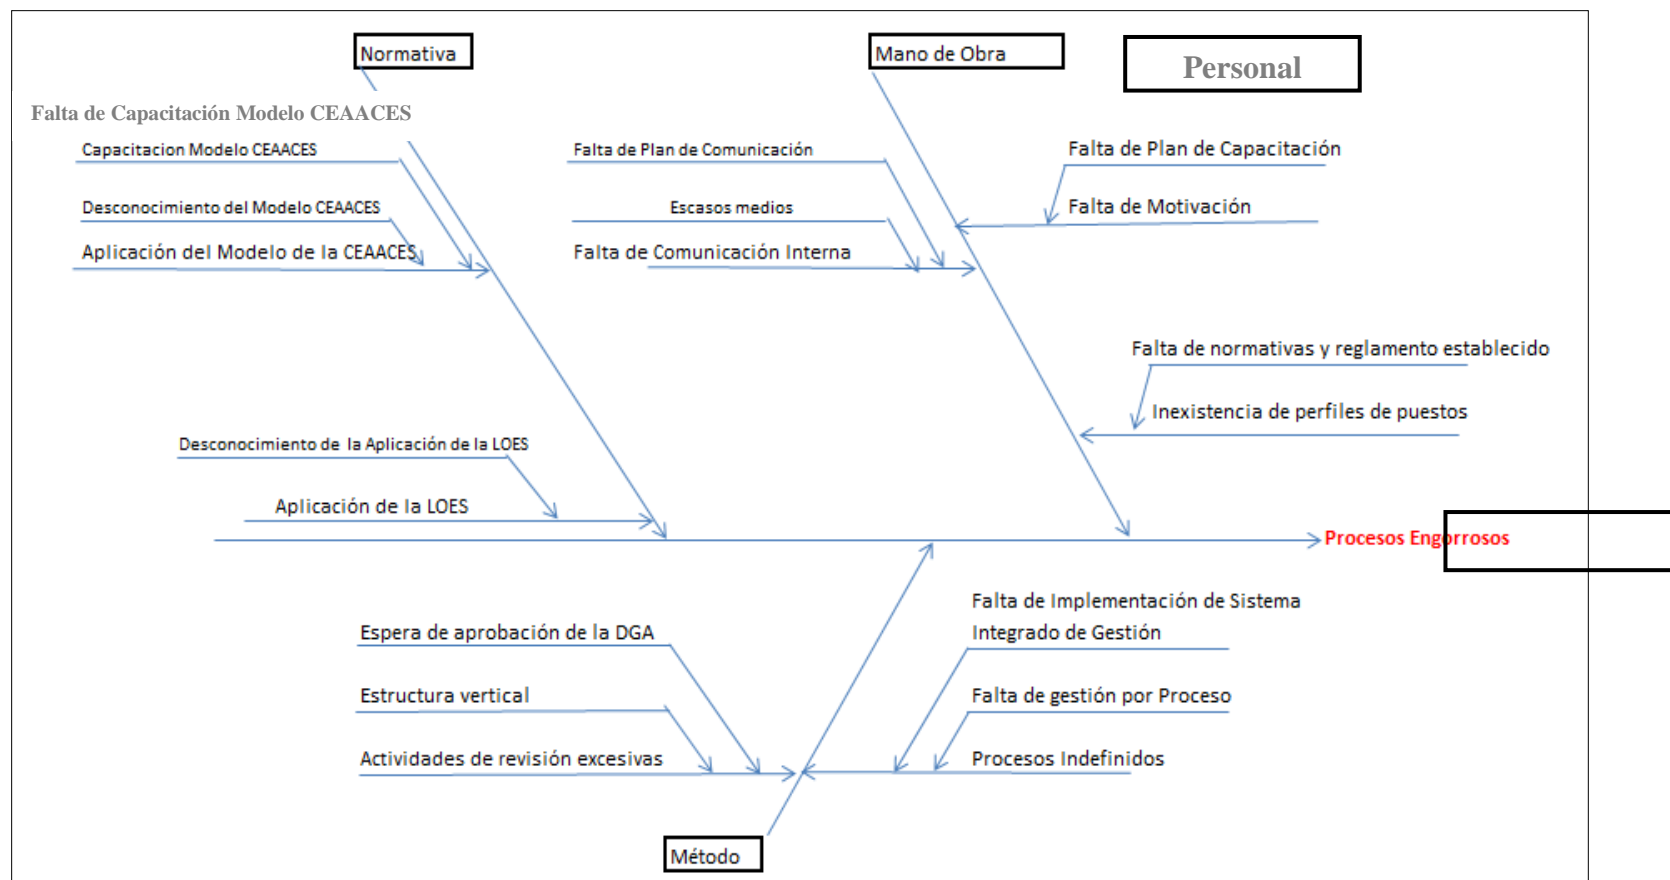 Normativa
Mano de Obra
Personal
Falta de Capacitación Modelo CEAACES
Capacitacion Modelo CEAACES
Desconocimiento del Modelo CEAACES
Aplicación del Modelo de la CEAACES
Falta de Plan de Comunicación
Escasos medios
Falta de Comunicación Interna
Falta de Plan de Capacitación
Falta de Motivación
Falta de normativas y reglamento establecido
Inexistencia de perfiles de puestos
Desconocimiento de la Aplicación de la LOES
Aplicación de la LOES
Procesos Engorrosos
Espera de aprobación de la DGA
Estructura vertical
Actividades de revisión excesivas
Falta de Implementación de Sistema
Integrado de Gestión
Falta de gestión por Proceso
Procesos Indefinidos
Método